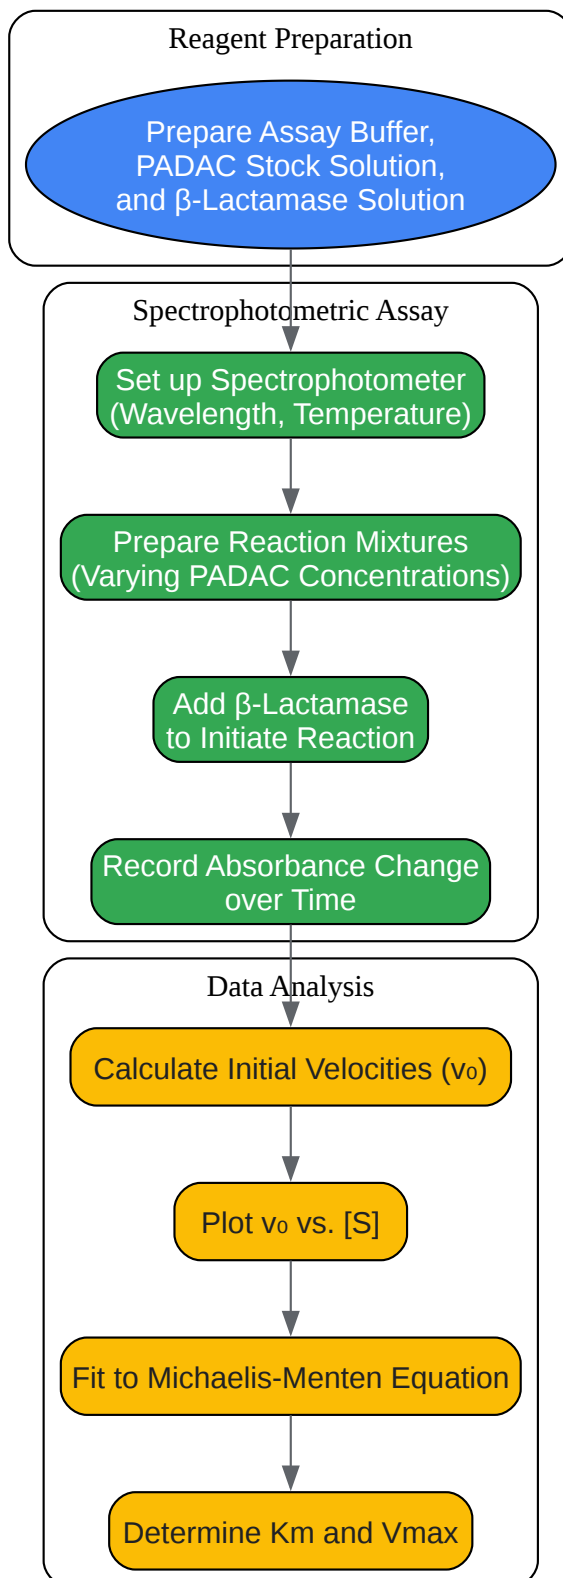 Reagent Preparation
Prepare Assay Buffer,
PADAC Stock Solution,
and β-Lactamase Solution
Spectrophotometric Assay
Set up Spectrophotometer
(Wavelength, Temperature)
Prepare Reaction Mixtures
(Varying PADAC Concentrations)
Add β-Lactamase
to Initiate Reaction
Record Absorbance Change
over Time
Data Analysis
Calculate Initial Velocities (v₀)
Plot v₀ vs. [S]
Fit to Michaelis-Menten Equation
Determine Km and Vmax